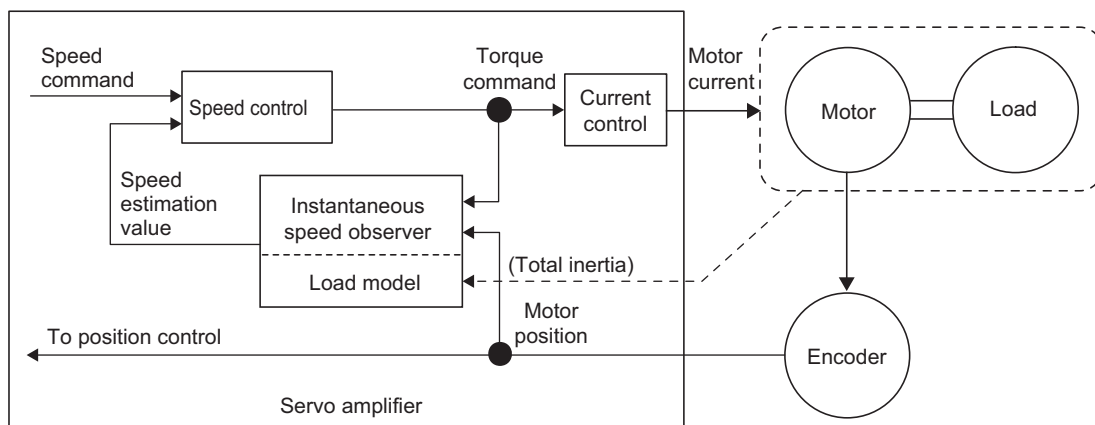 Speed
command
Speed control
Torque
command
Current
control
Motor
current
Motor
Load
Speed
estimation
value
Instantaneous
speed observer
Load model
(Total inertia)
Motor
position
To position control
Encoder
Servo amplifier